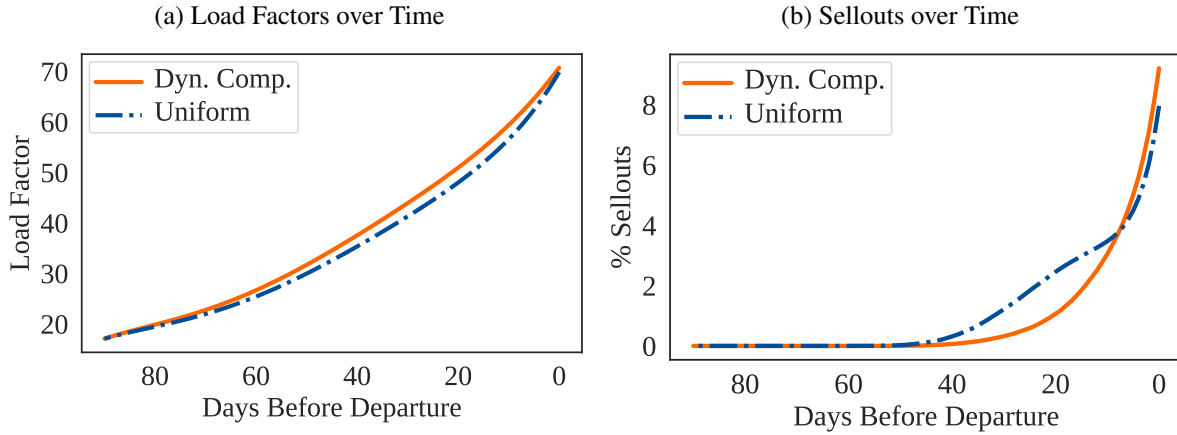 (a) Load Factors over Time
Dyn. Comp.
Uniform
Load Factor
70
60
50
40
30
20
80
60
40
20
0
Days Before Departure
(b) Sellouts over Time
Dyn. Comp.
Uniform
% Sellouts
8
6
4
2
0
80
60
40
20
0
Days Before Departure